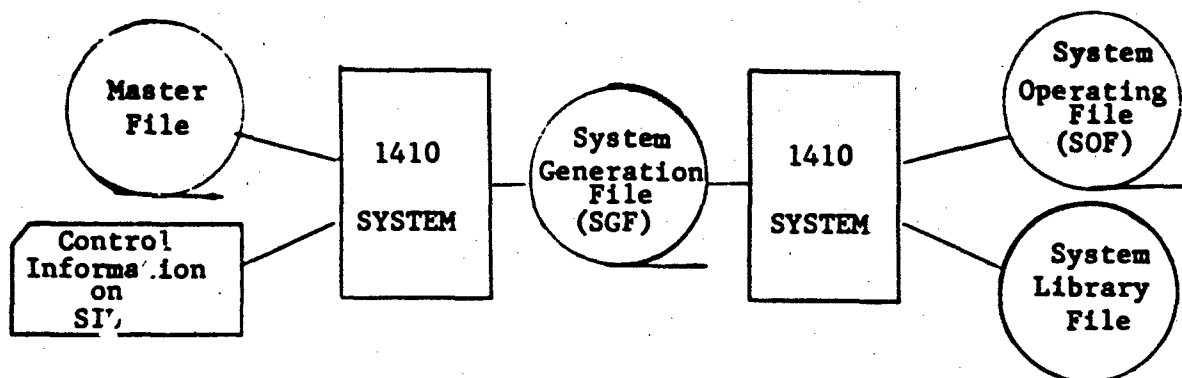 Master
File
Control
Information
on
1410
SYSTEM
System
Generation
File
(SGF)
1410
SYSTEM
System
Operating
File
(SOF)
System
Library
File